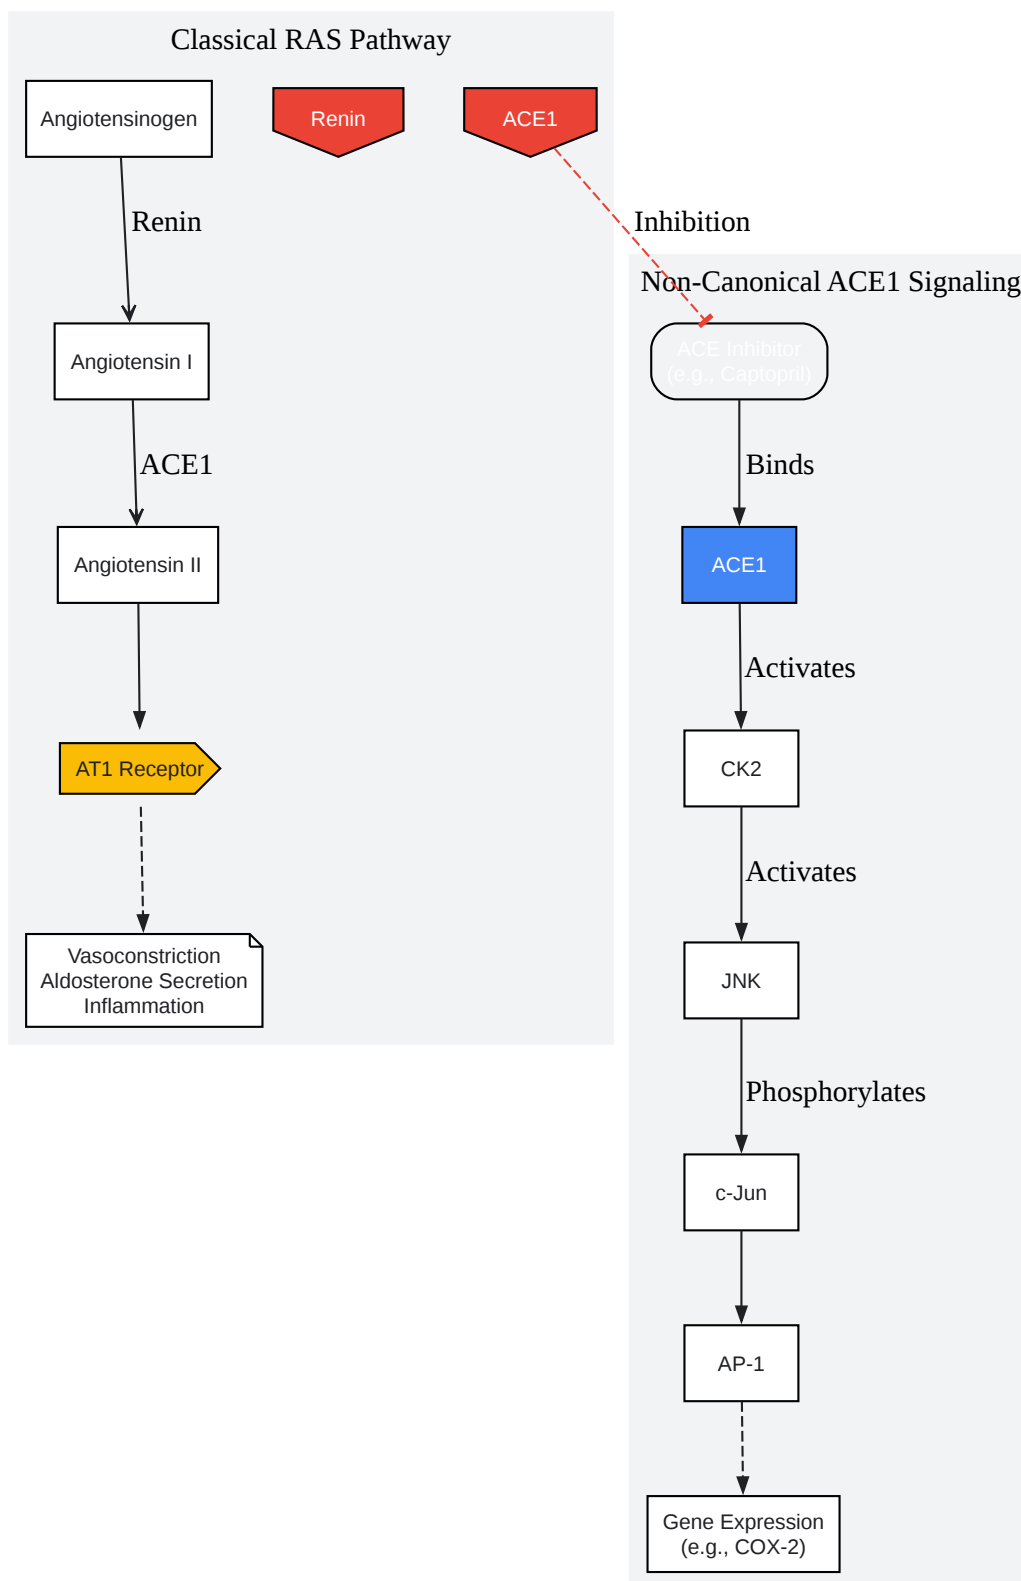 Classical RAS Pathway
Angiotensinogen
Renin
ACE1
Renin
Inhibition
Non-Canonical ACE1 Signaling
Angiotensin I
ACE Inhibitor
(e.g., Captopril)
ACE1
Binds
Angiotensin II
ACE1
Activates
AT1 Receptor
CK2
Activates
Vasoconstriction
Aldosterone Secretion
Inflammation
JNK
Phosphorylates
c-Jun
AP-1
Gene Expression
(e.g., COX-2)